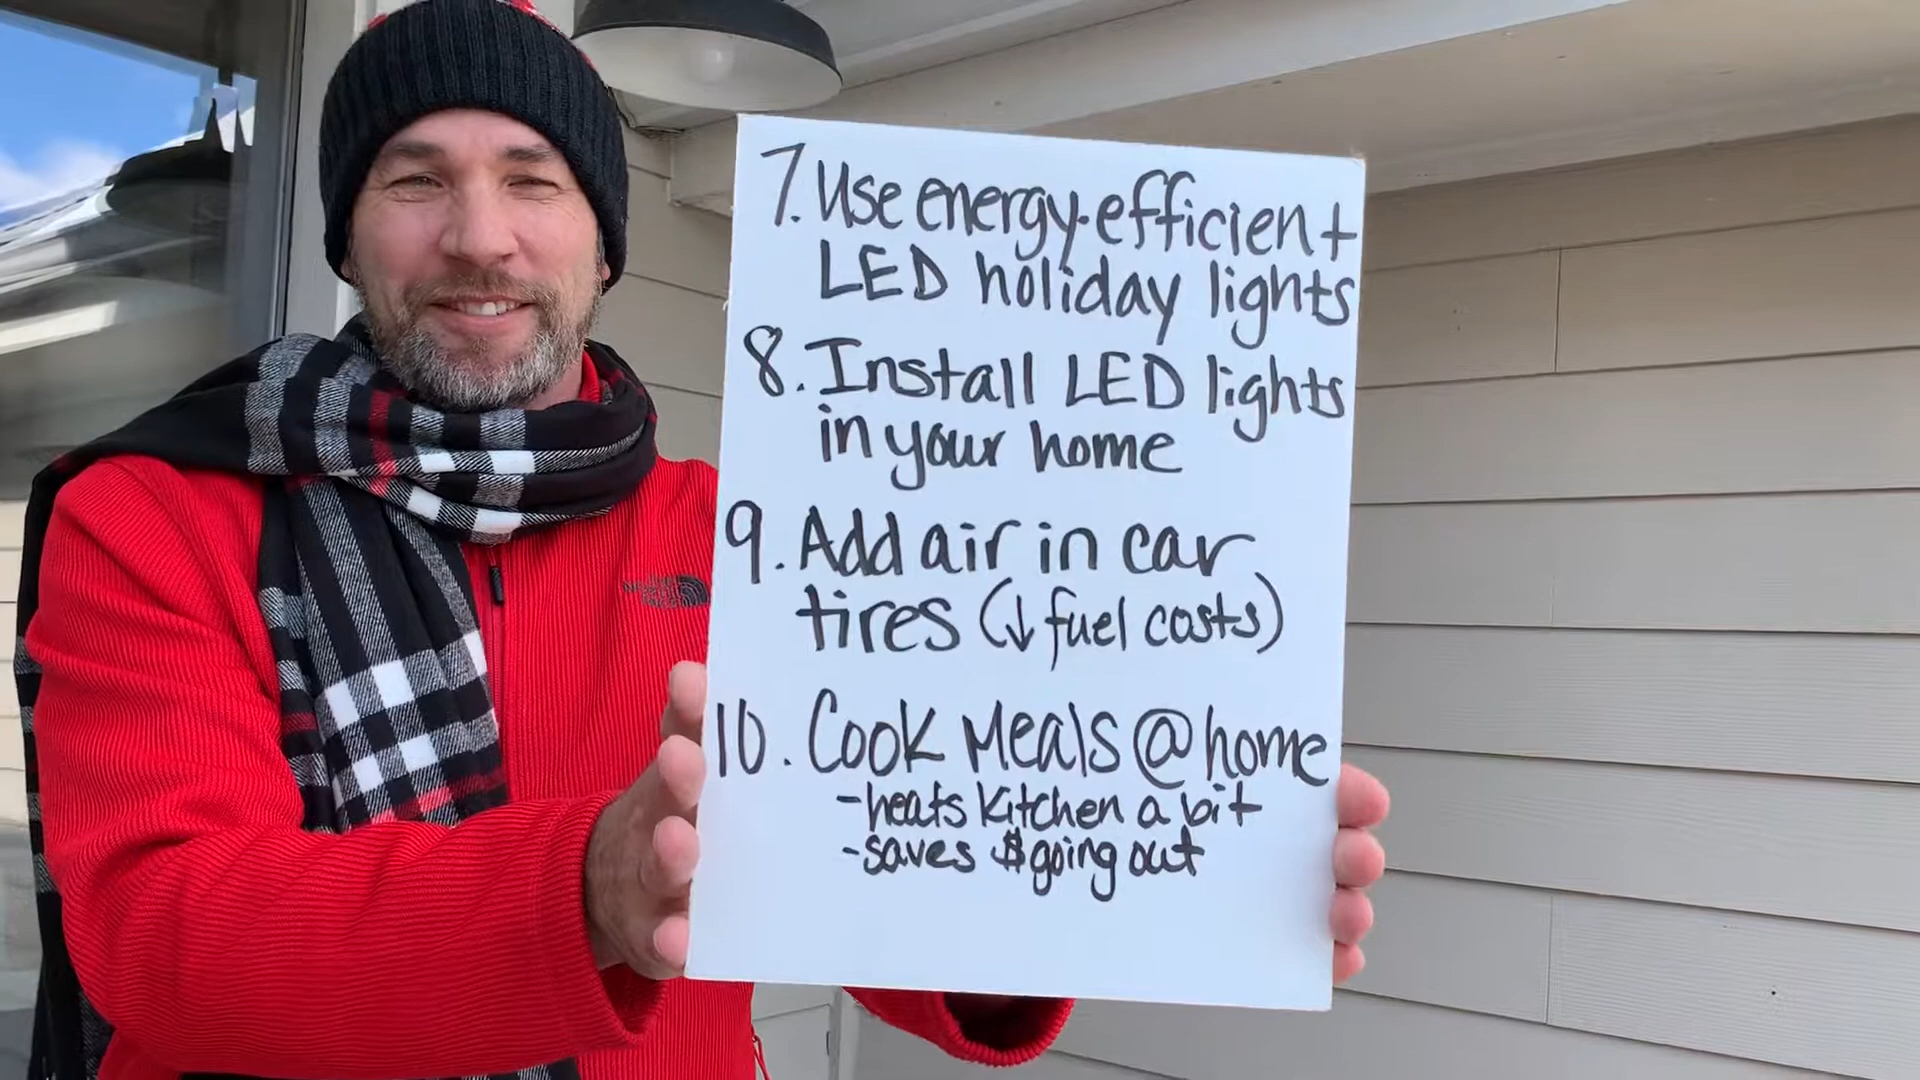 7. Use energy-efficient
LED holiday lights
8. Install LED lights
in your home
9. Add air in car
tires (↓ fuel costs)
10. Cook Meals @ home
- heats kitchen a bit
- saves $ going out